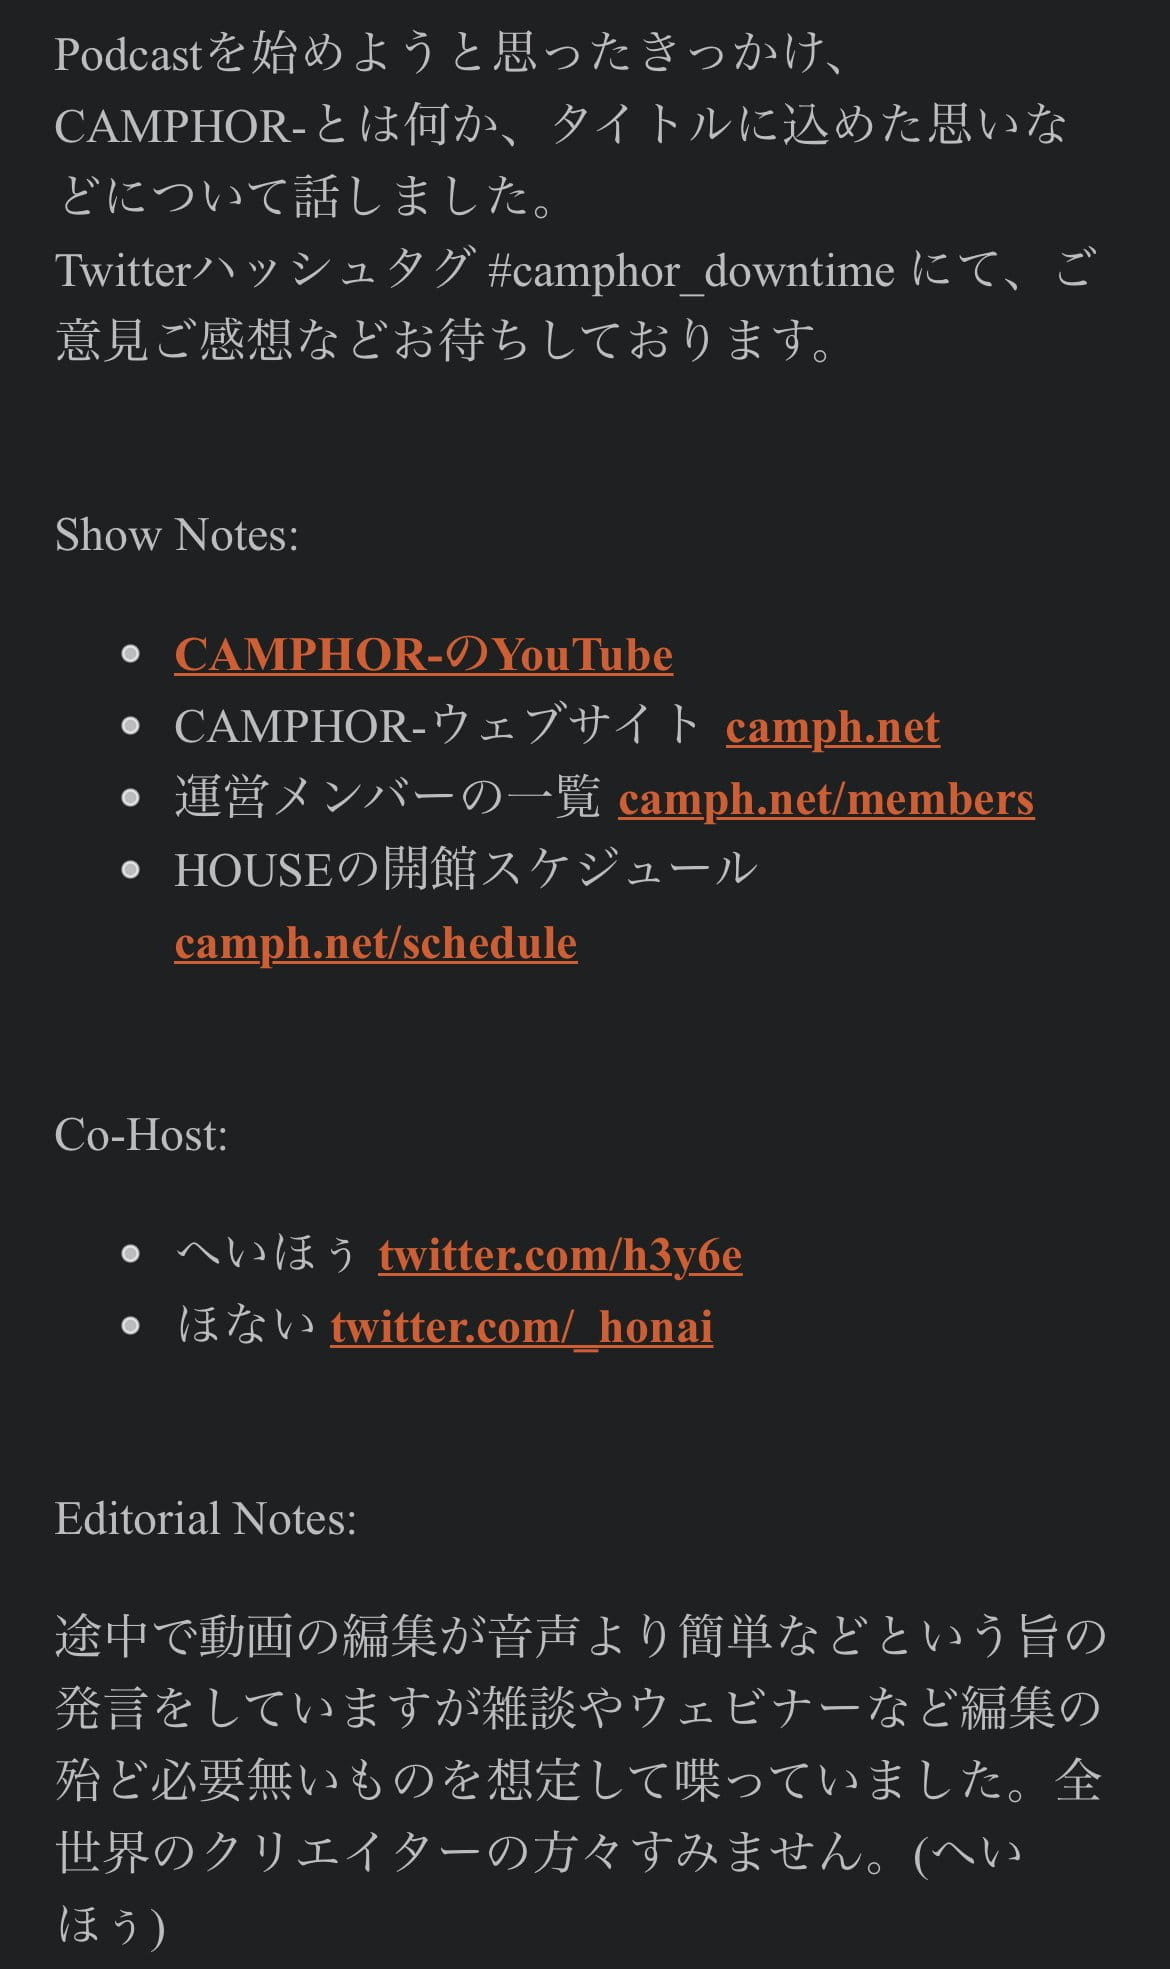 Podcastを始めようと思ったきっかけ、
CAMPHOR-とは何か、タイトルに込めた思いな
どについて話しました。
Twitterハッシュタグ #camphor_downtime にて、ご
意見ご感想などお待ちしております。
Show Notes:
CAMPHOR-のYouTube
CAMPHOR-ウェブサイト camph.net
運営メンバーの一覧 camph.net/members
HOUSEの開館スケジュール
camph.net/schedule
Co-Host:
へいほぅ twitter.com/h3y6e
ほない twitter.com/_honai
Editorial Notes:
途中で動画の編集が音声より簡単などという旨の
発言をしていますが雑談やウェビナーなど編集の
殆ど必要無いものを想定して喋っていました。全
世界のクリエイターの方々すみません。(へい
ほぅ)